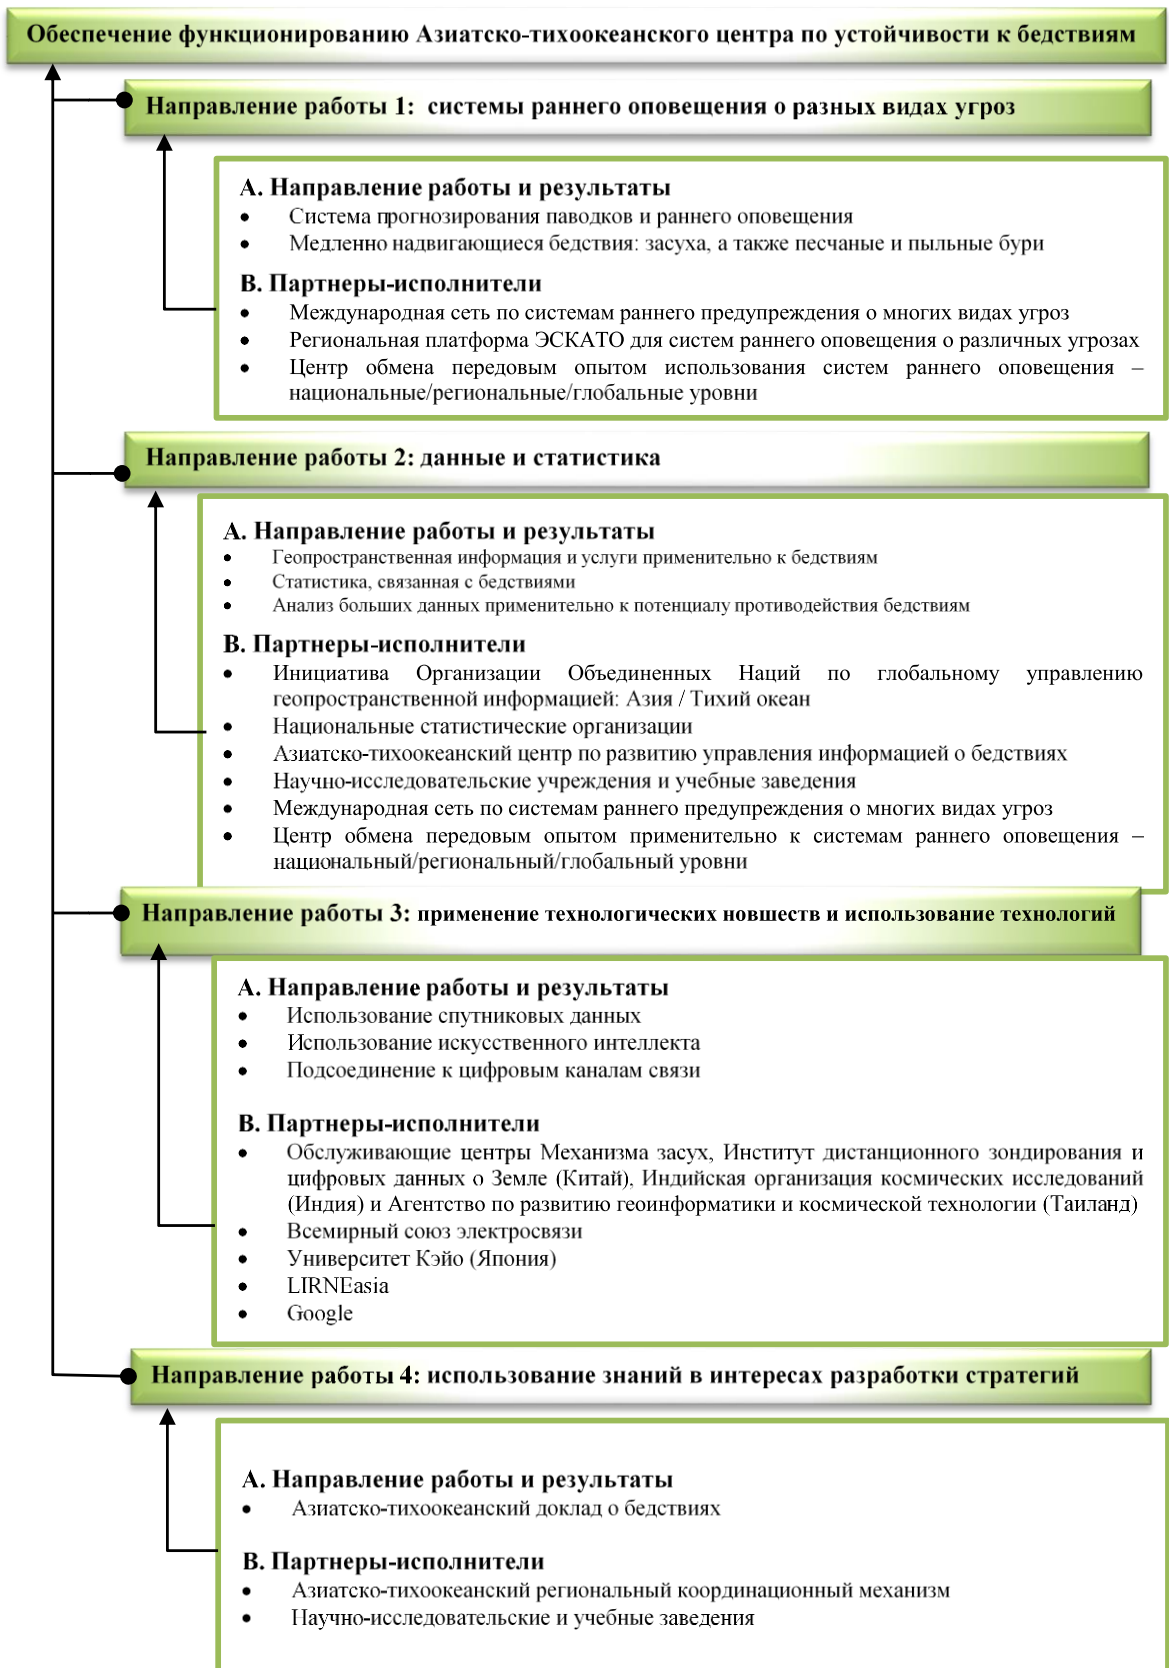 Обеспечение функционированию Азиатско-тихоокеанского центра по устойчивости к бедствиям
Направление работы 1: системы раннего оповещения о разных видах угроз
A. Направление работы и результаты
• Система прогнозирования паводков и раннего оповещения
• Медленно надвигающиеся бедствия: засуха, а также песчаные и пыльные бури
B. Партнеры-исполнители
• Международная сеть по системам раннего предупреждения о многих видах угроз
• Региональная платформа ЭСКАТО для систем раннего оповещения о различных угрозах
• Центр обмена передовым опытом использования систем раннего оповещения –
национальные/региональные/глобальные уровни
Направление работы 2: данные и статистика
A. Направление работы и результаты
• Геопространственная информация и услуги применительно к бедствиям
• Статистика, связанная с бедствиями
• Анализ больших данных применительно к потенциалу противодействия бедствиям
B. Партнеры-исполнители
• Инициатива Организации Объединенных Наций по глобальному управлению
геопространственной информацией: Азия / Тихий океан
• Национальные статистические организации
• Азиатско-тихоокеанский центр по развитию управления информацией о бедствиях
• Научно-исследовательские учреждения и учебные заведения
• Международная сеть по системам раннего предупреждения о многих видах угроз
• Центр обмена передовым опытом применительно к системам раннего оповещения –
национальный/региональный/глобальный уровни
Направление работы 3: применение технологических новшеств и использование технологий
A. Направление работы и результаты
• Использование спутниковых данных
• Использование искусственного интеллекта
• Подсоединение к цифровым каналам связи
B. Партнеры-исполнители
• Обслуживающие центры Механизма засух, Институт дистанционного зондирования и
цифровых данных о Земле (Китай), Индийская организация космических исследований
(Индия) и Агентство по развитию геоинформатики и космической технологии (Таиланд)
• Всемирный союз электросвязи
• Университет Кэйо (Япония)
• LIRNEasia
• Google
Направление работы 4: использование знаний в интересах разработки стратегий
A. Направление работы и результаты
• Азиатско-тихоокеанский доклад о бедствиях
B. Партнеры-исполнители
• Азиатско-тихоокеанский региональный координационный механизм
• Научно-исследовательские и учебные заведения